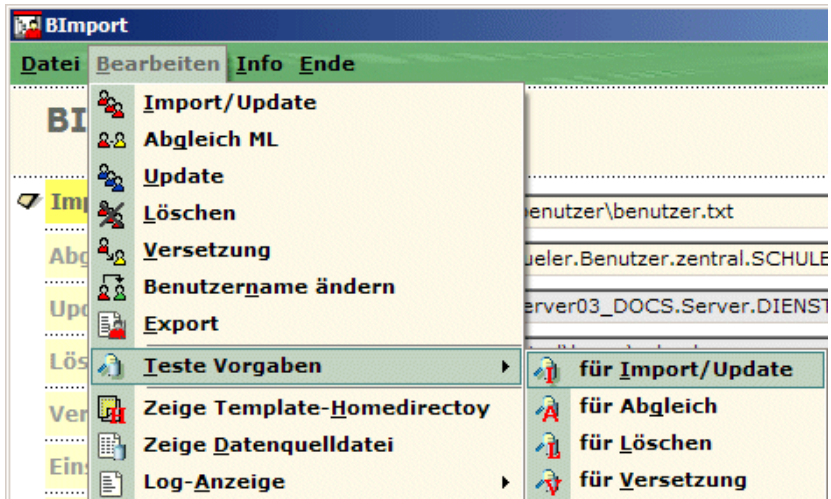 BImport
Datei Bearbeiten Info Ende
BI
Import/Update
Abgleich ML
Update
Löschen
Versetzung
Benutzername ändern
Export
Teste Vorgaben
Zeige Template-Homedirectoy
Zeige Datenquelldatei
Log-Anzeige
Imp
Abg
Upd
Lös
Ver
Eins
benutzer\benutzer.txt
ueler.Benutzer.zentral.SCHULE
erver03_DOCS.Server.DIENST
für Import/Update
für Abgleich
für Löschen
für Versetzung